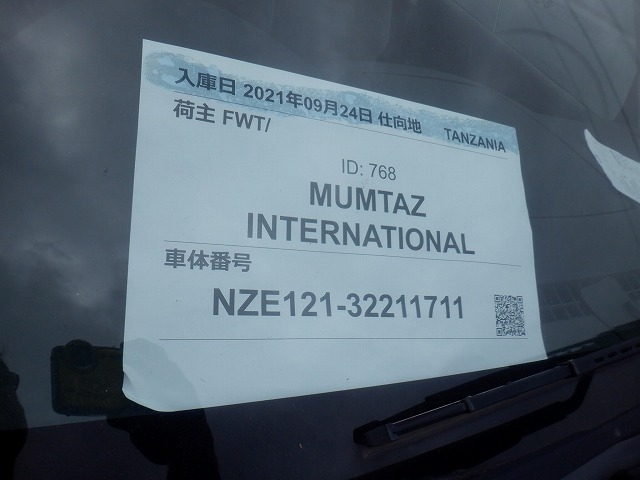 入庫日 2021年09月24日 仕向地 TANZANIA
荷主 FWT/
ID: 768
MUMTAZ
INTERNATIONAL
車体番号
NZE121-32211711